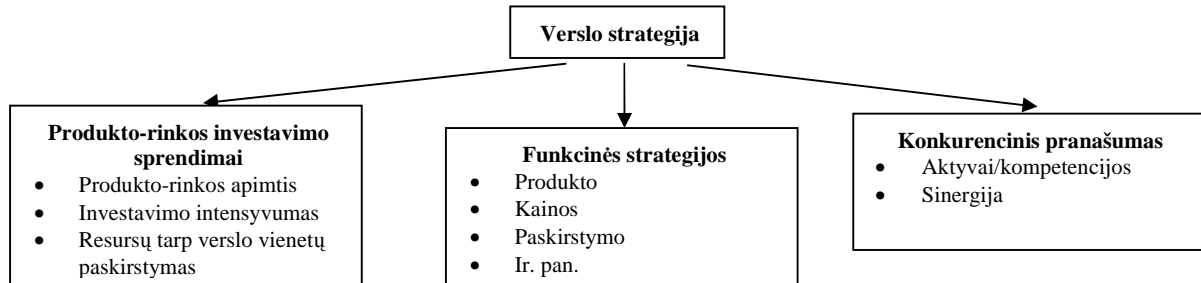 Verslo strategija
Produkto-rinkos investavimo
sprendimai
• Produkto-rinkos apimtis
• Investavimo intensyvumas
• Resursų tarp verslo vienetų
paskirstymas
Funkcinės strategijos
• Produkto
• Kainos
• Paskirstymo
• Ir. pan.
Konkurencinis pranašumas
• Aktyvai/kompetencijos
• Sinergija